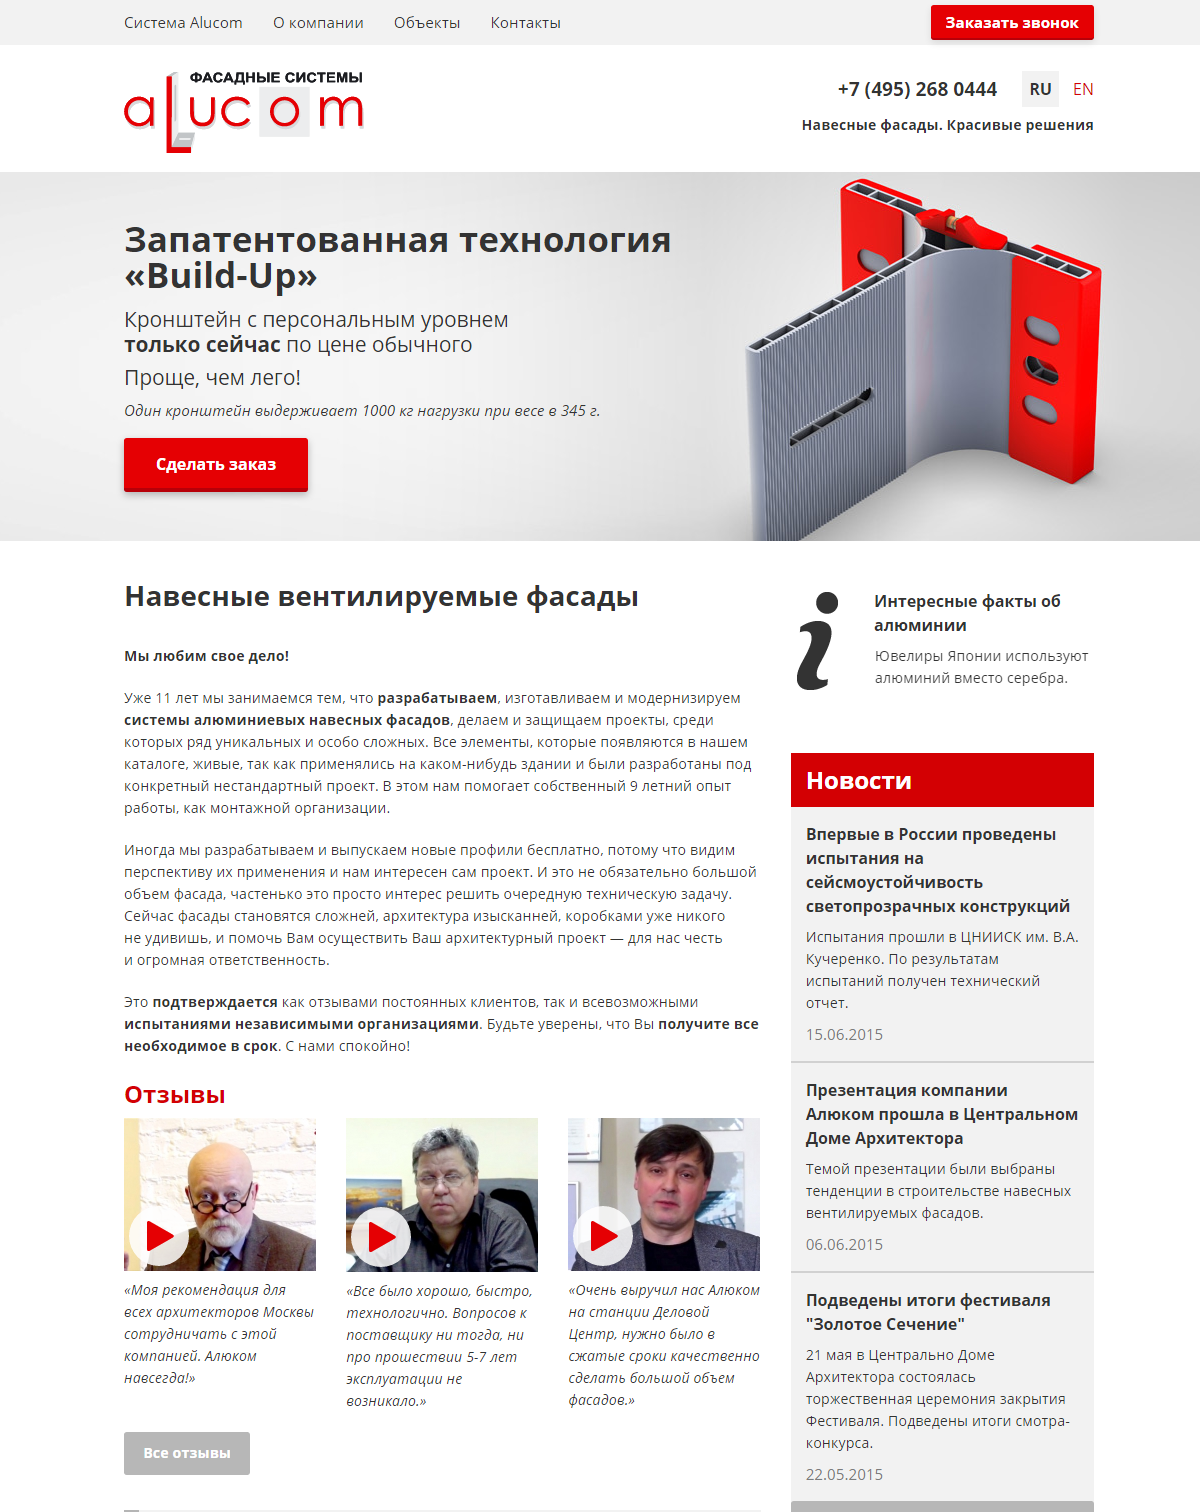 Система Alucom
О компании
Объекты
Контакты
Заказать звонок
ФАСАДНЫЕ СИСТЕМЫ
aLucom
+7 (495) 268 0444
RU
EN
Навесные фасады. Красивые решения
Запатентованная технология
«Build-Up»
Кронштейн с персональным уровнем
только сейчас по цене обычного
Проще, чем лего!
Один кронштейн выдерживает 1000 кг нагрузки при весе в 345 г.
Сделать заказ
Навесные вентилируемые фасады
Мы любим свое дело!
Уже 11 лет мы занимаемся тем, что разрабатываем, изготавливаем и модернизируем
системы алюминиевых навесных фасадов, делаем и защищаем проекты, среди
которых ряд уникальных и особо сложных. Все элементы, которые появляются в нашем
каталоге, живые, так как применялись на каком-нибудь здании и были разработаны под
конкретный нестандартный проект. В этом нам помогает собственный 9 летний опыт
работы, как монтажной организации.
Иногда мы разрабатываем и выпускаем новые профили бесплатно, потому что видим
перспективу их применения и нам интересен сам проект. И это не обязательно большой
объем фасада, частенько это просто интерес решить очередную техническую задачу.
Сейчас фасады становятся сложней, архитектура изысканней, коробками уже никого
не удивишь, и помочь Вам осуществить Ваш архитектурный проект — для нас честь
и огромная ответственность.
Это подтверждается как отзывами постоянных клиентов, так и всевозможными
испытаниями независимыми организациями. Будьте уверены, что Вы получите все
необходимое в срок. С нами спокойно!
Отзывы
«Моя рекомендация для
всех архитекторов Москвы
сотрудничать с этой
компанией. Алюком
навсегда!»
«Все было хорошо, быстро,
технологично. Вопросов к
поставщику ни тогда, ни
про прошествии 5-7 лет
эксплуатации не
возникало.»
«Очень выручил нас Алюком
на станции Деловой
Центр, нужно было в
сжатые сроки качественно
сделать большой объем
фасадов.»
Все отзывы
i
Интересные факты об
алюминии
Ювелиры Японии используют
алюминий вместо серебра.
Новости
Впервые в России проведены
испытания на
сейсмоустойчивость
светопрозрачных конструкций
Испытания прошли в ЦНИИСК им. В.А.
Кучеренко. По результатам
испытаний получен технический
отчет.
15.06.2015
Презентация компании
Алюком прошла в Центральном
Доме Архитектора
Темой презентации были выбраны
тенденции в строительстве навесных
вентилируемых фасадов.
06.06.2015
Подведены итоги фестиваля
"Золотое Сечение"
21 мая в Центрально Доме
Архитектора состоялась
торжественная церемония закрытия
Фестиваля. Подведены итоги смотра-
конкурса.
22.05.2015